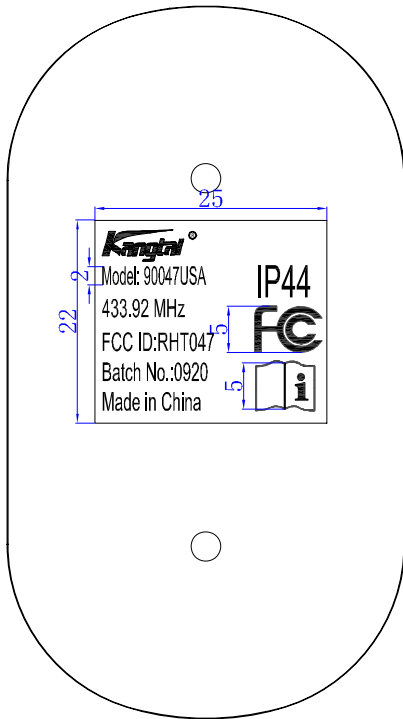 25
Kangtai ®
2
Model: 90047USA
IP44
22
433.92 MHz
5
FC
FCC ID:RHT047
Batch No.:0920
5
i
Made in China